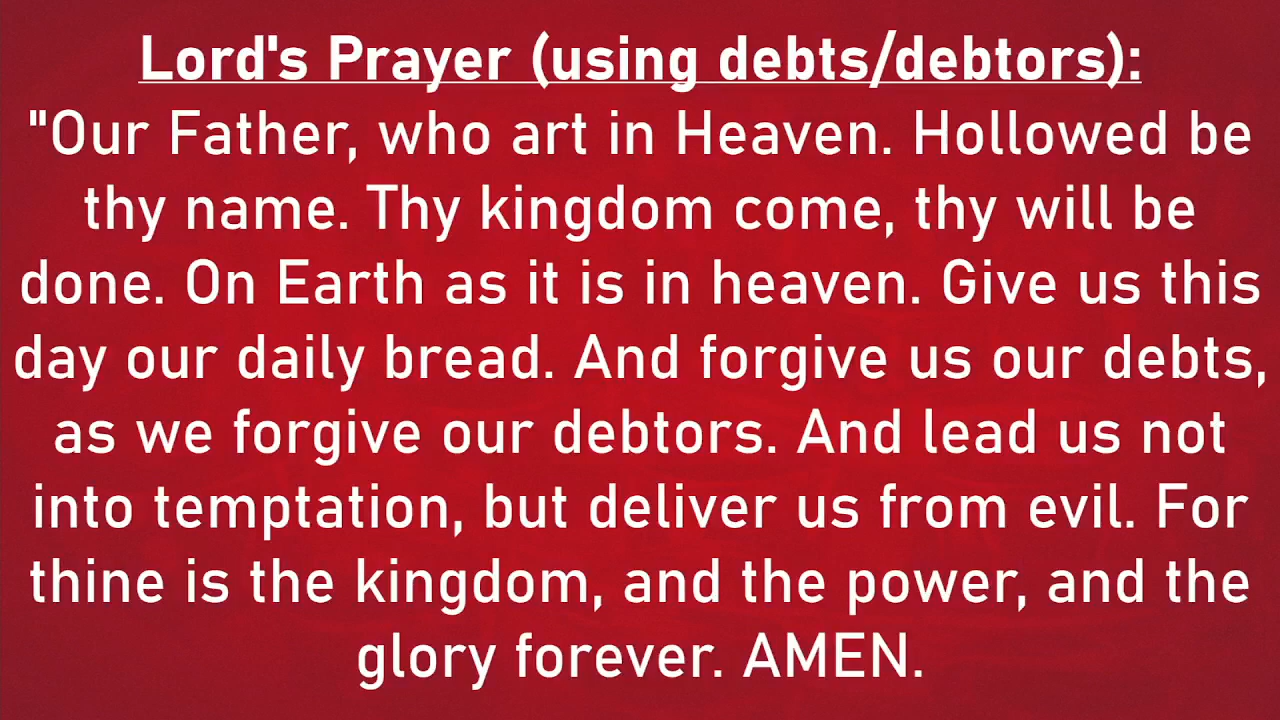 Lord's Prayer (using debts/debtors):
"Our Father, who art in Heaven. Hollowed be
thy name. Thy kingdom come, thy will be
done. On Earth as it is in heaven. Give us this
day our daily bread. And forgive us our debts,
as we forgive our debtors. And lead us not
into temptation, but deliver us from evil. For
thine is the kingdom, and the power, and the
glory forever. AMEN.